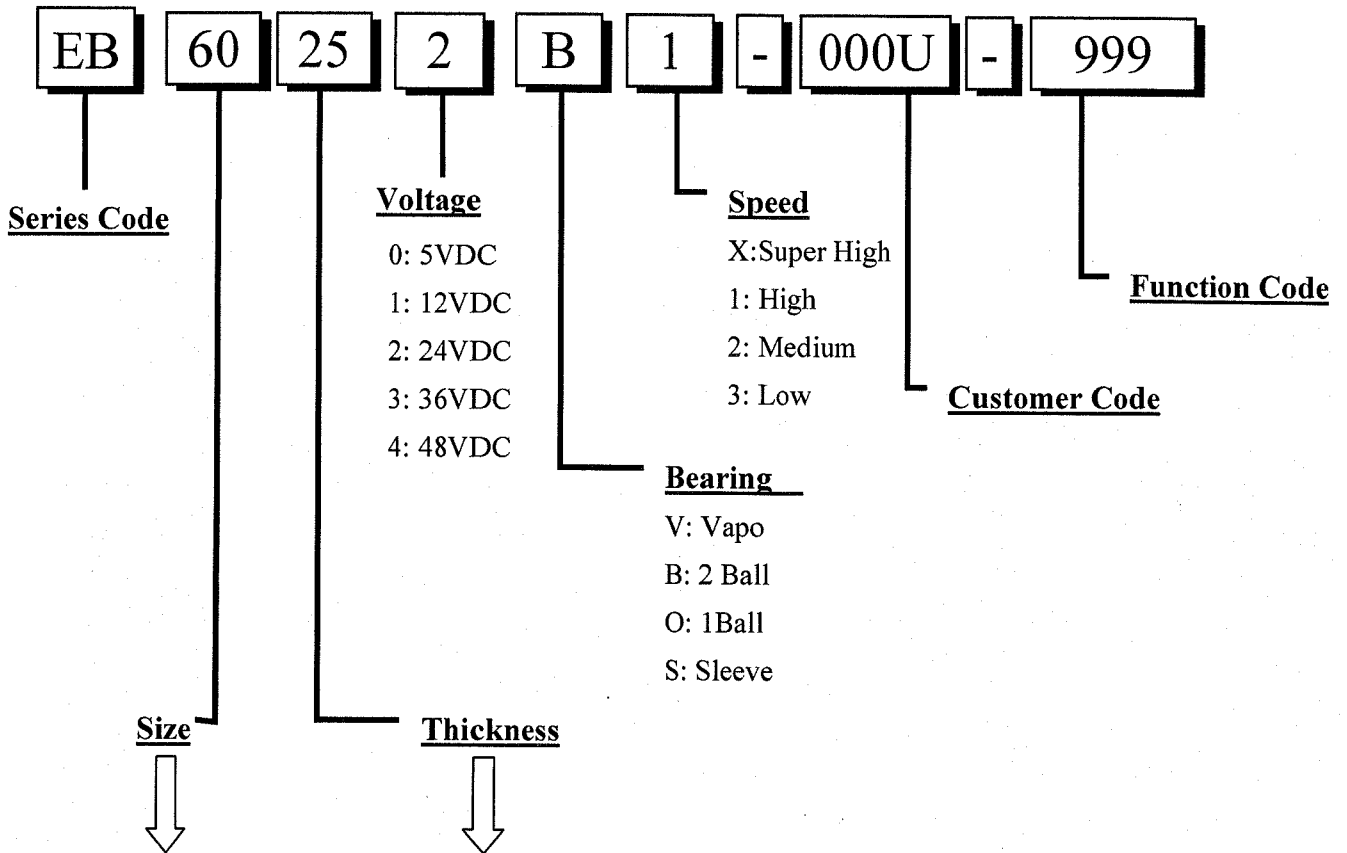 EB 60 25 2 B 1 - 000U - 999
Series Code
Voltage
0: 5VDC
1: 12VDC
2: 24VDC
3: 36VDC
4: 48VDC
Speed
X:Super High
1: High
2: Medium
3: Low
Function Code
Customer Code
Bearing
V: Vapo
B: 2 Ball
O: 1Ball
S: Sleeve
Size
Thickness